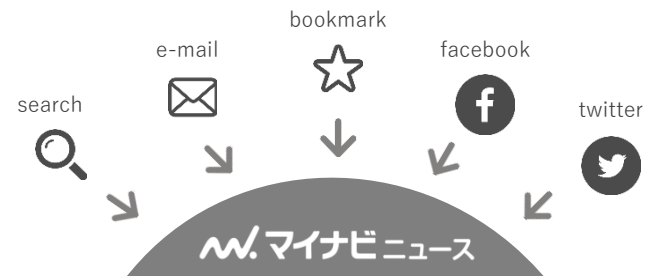 bookmark
e-mail
facebook
search
twitter
マイナビニュース